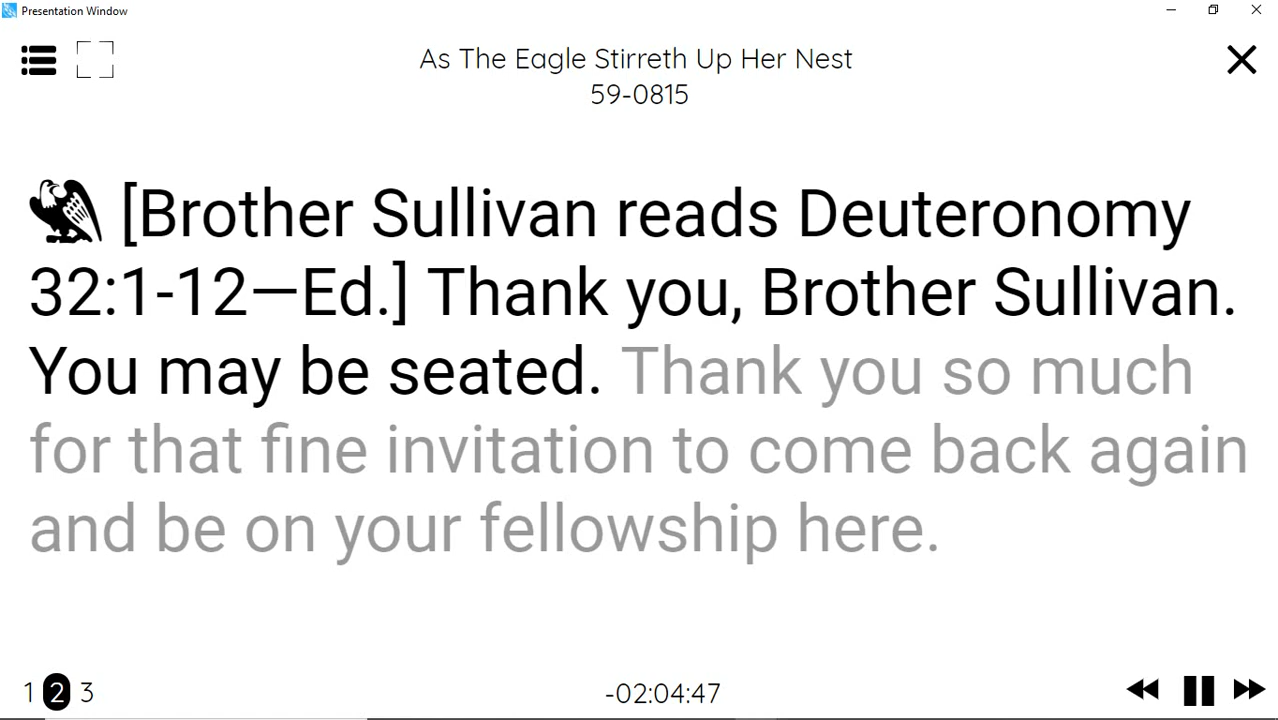 Presentation Window
As The Eagle Stirreth Up Her Nest
59-0815
[Brother Sullivan reads Deuteronomy
32:1-12—Ed.] Thank you, Brother Sullivan.
You may be seated. Thank you so much
for that fine invitation to come back again
and be on your fellowship here.
1 2 3
-02:04:47